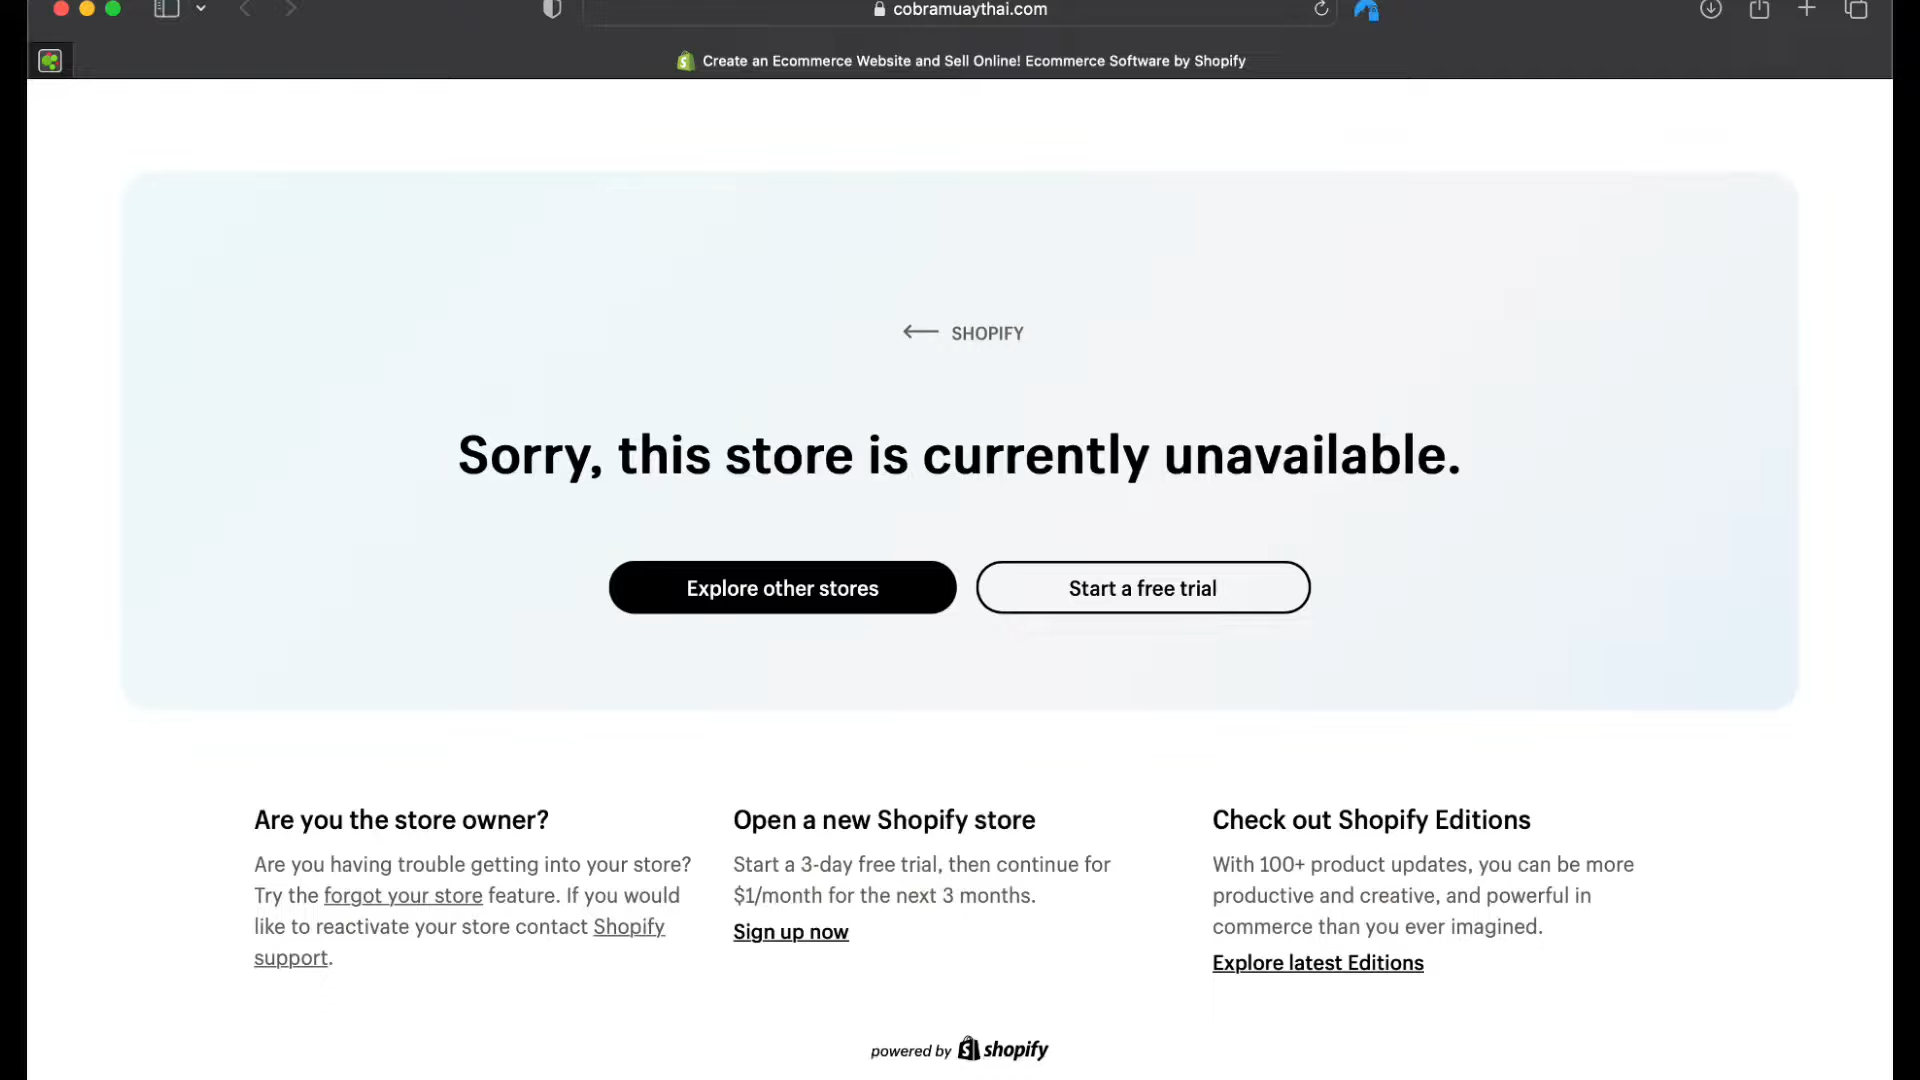 cobramuaythai.com
Create an Ecommerce Website and Sell Online! Ecommerce Software by Shopify
SHOPIFY
Sorry, this store is currently unavailable.
Explore other stores
Start a free trial
Are you the store owner?
Are you having trouble getting into your store?
Try the forgot your store feature. If you would
like to reactivate your store contact Shopify
support.
Open a new Shopify store
Start a 3-day free trial, then continue for
$1/month for the next 3 months.
Sign up now
Check out Shopify Editions
With 100+ product updates, you can be more
productive and creative, and powerful in
commerce than you ever imagined.
Explore latest Editions
powered by shopify